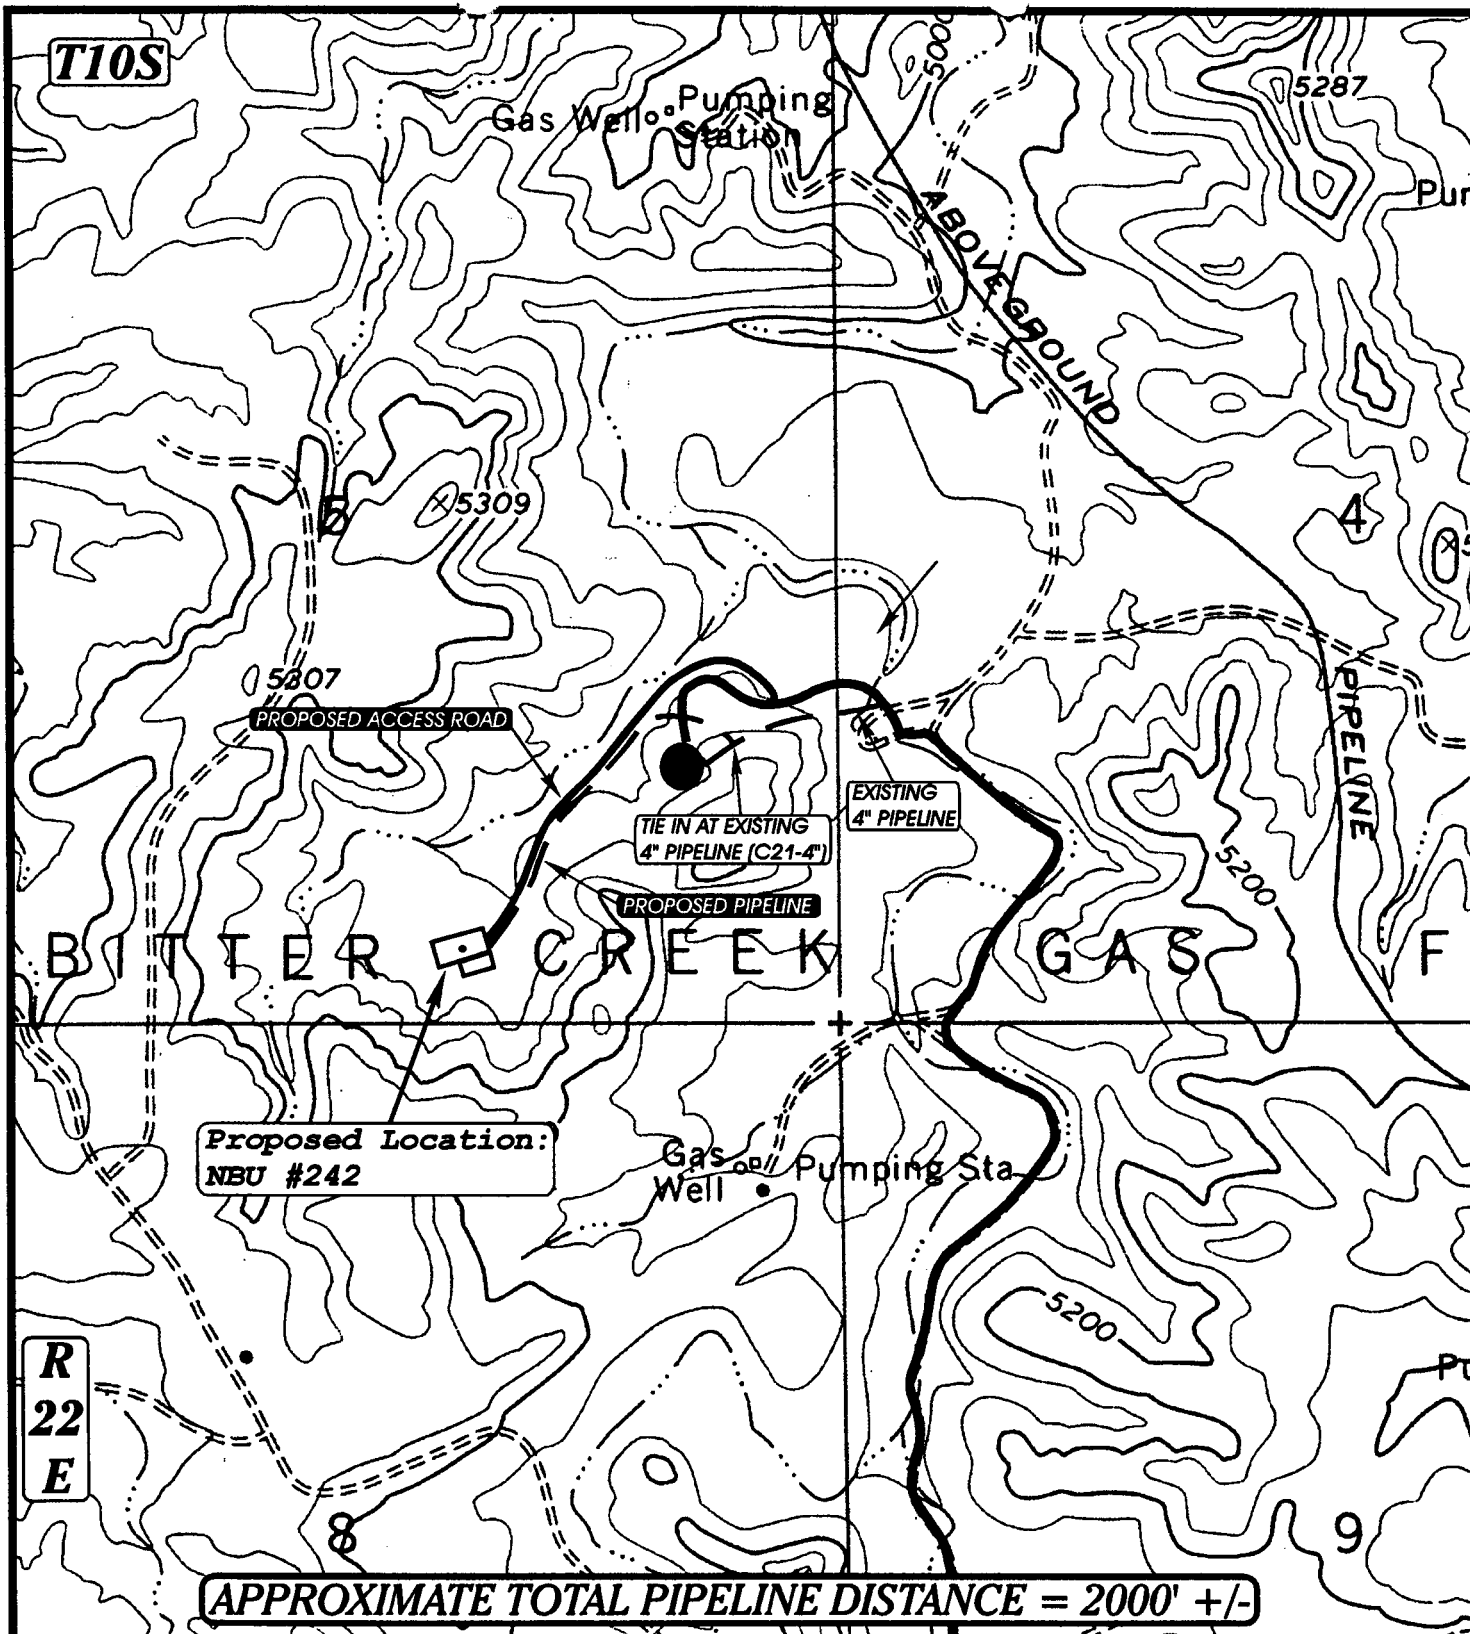 T10S
5000
5287
Gas Well
Pumping
Station
ABOVEGROUND
5
5309
4
5307
PROPOSED ACCESS ROAD
PIPELINE
EXISTING
4" PIPELINE
TIE IN AT EXISTING
4" PIPELINE (C21-4")
5200
PROPOSED PIPELINE
BITTER CREEK GAS F
Proposed Location:
NBU #242
Gas
Well
Pumping Sta
5200
R
22
E
8
9
APPROXIMATE TOTAL PIPELINE DISTANCE = 2000' +/-